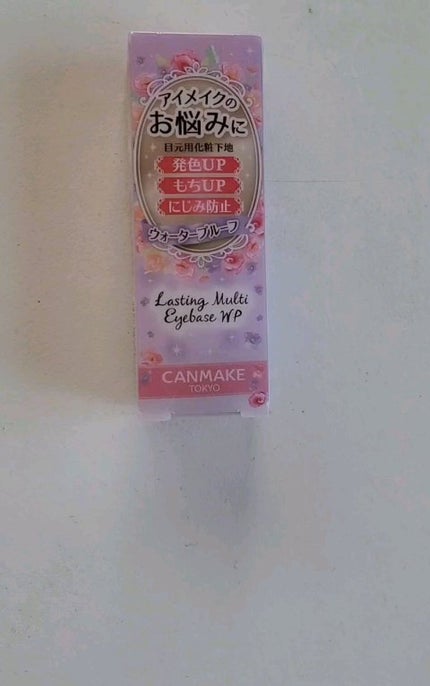 アイメイクの
お悩みに
目元用化粧下地
発色UP
もちUP
にじみ防止
ウォータープルーフ
Lasting Multi
Eyebase WP
CANMAKE
TOKYO